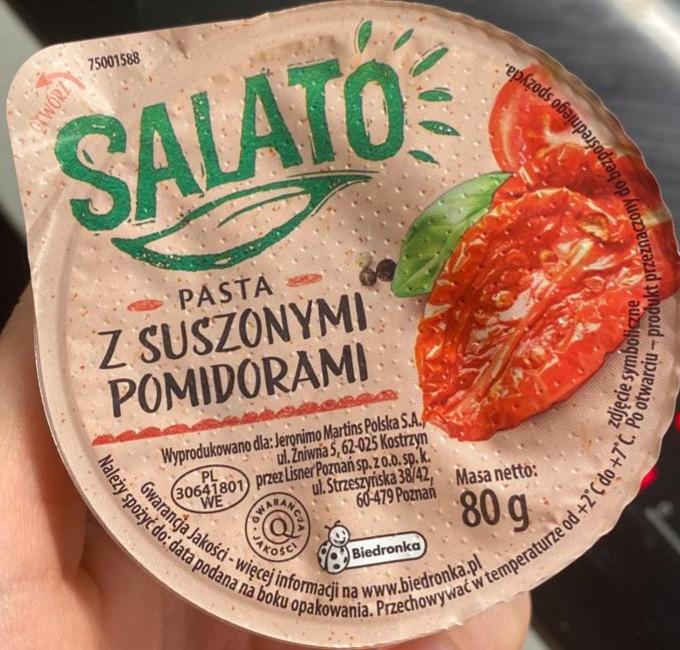 75001588
OTWÓRZ
SALATO
PASTA
Z SUSZONYMI
POMIDORAMI
Wyprodukowano dla: Jeronimo Martins Polska S.A.,
ul. Żniwna 5, 62-025 Kostrzyn
przez Lisner Poznań sp. z o.o. sp. k.
ul. Strzeszyńska 38/42,
60-479 Poznań
PL
30641801
WE
GWARANCJA
Q
JAKOŚCI
Biedronka
Masa netto:
80 g
zdjęcie symboliczne
Gwarancja Jakości - więcej informacji na www.biedronka.pl
Należy spożyć do: data podana na boku opakowania. Przechowywać w temperaturze od +2°C do +7°C. Po otwarciu – produkt przeznaczony do bezpośredniego spożycia.